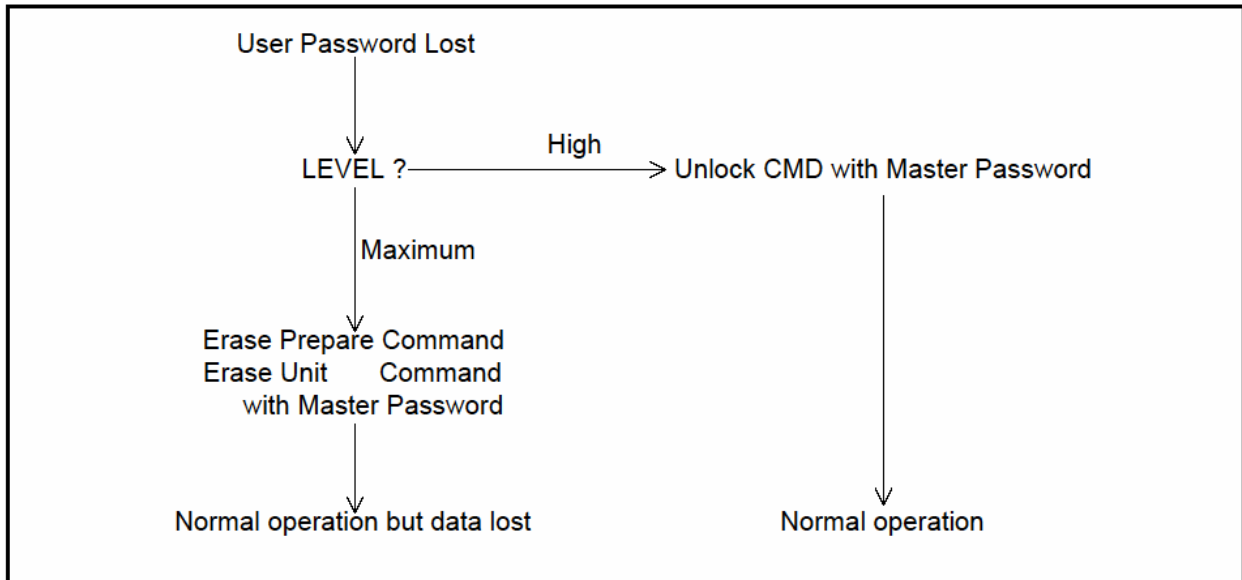 User Password Lost
LEVEL ?
High
Unlock CMD with Master Password
Maximum
Erase Prepare Command
Erase Unit Command
with Master Password
Normal operation but data lost
Normal operation